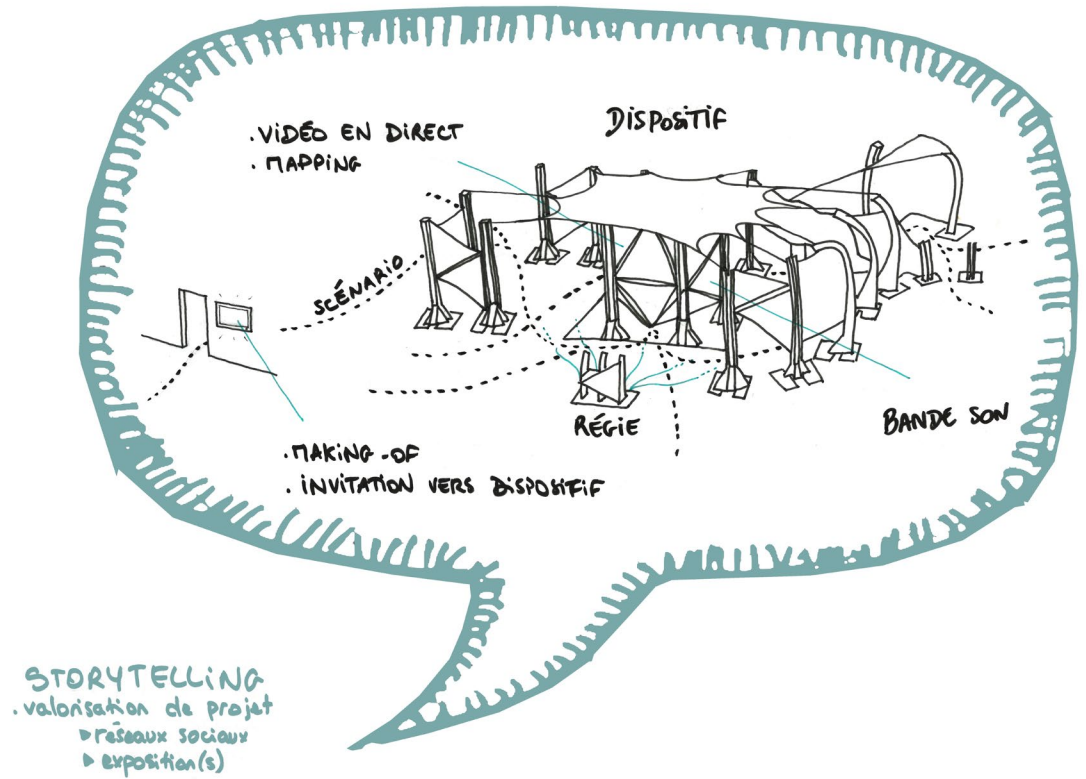 DISPOSITIF
. VIDÉO EN DIRECT
. MAPPING
SCÉNARIO
RÉGIE
BANDE SON
. MAKING-OF
. INVITATION VERS DISPOSITIF
STORYTELLING
. valorisation de projet
▸ réseaux sociaux
▸ exposition(s)